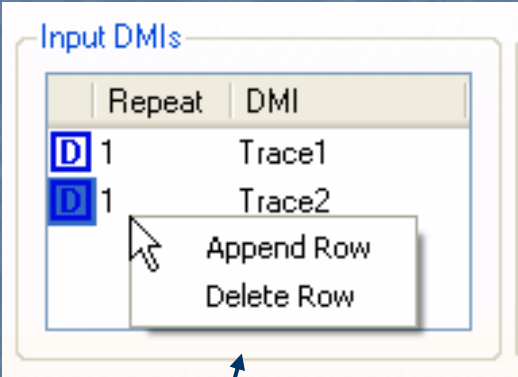 Input DMIs
Repeat DMI
D 1 Trace1
D 1 Trace2
Append Row
Delete Row